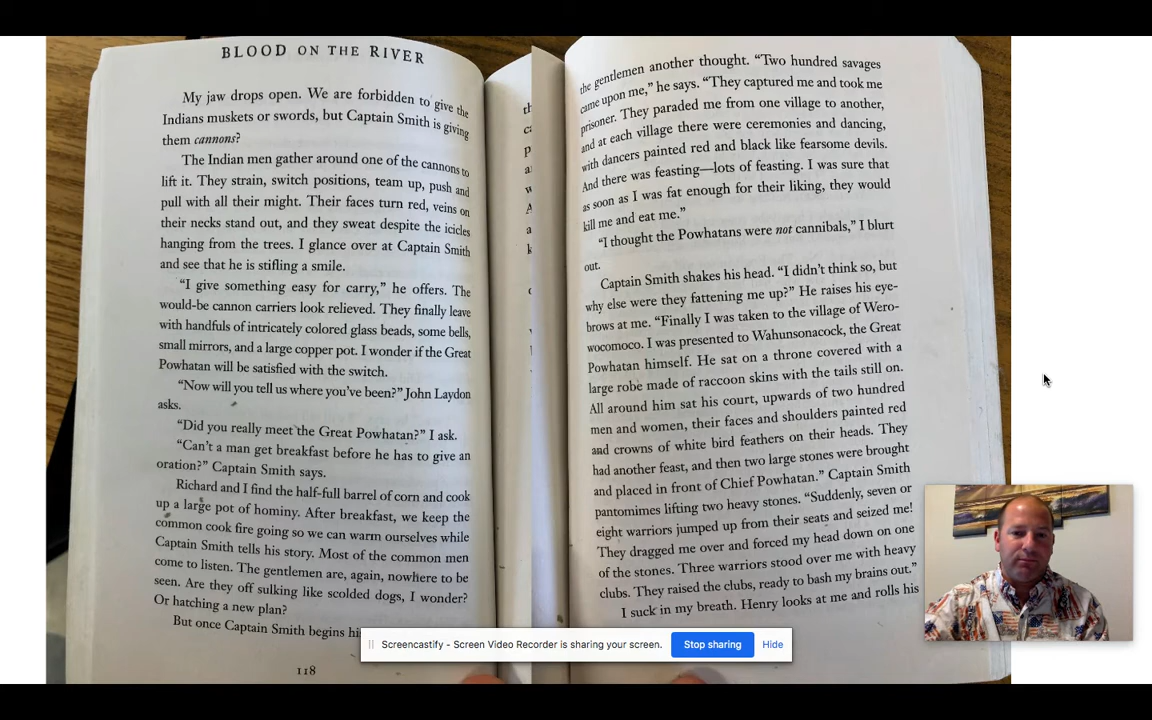 BLOOD ON THE RIVER
My jaw drops open. We are forbidden to give the
Indians muskets or swords, but Captain Smith is giving
them cannons?
The Indian men gather around one of the cannons to
lift it. They strain, switch positions, team up, push and
pull with all their might. Their faces turn red, veins on
their necks stand out, and they sweat despite the icicles
hanging from the trees. I glance over at Captain Smith
and see that he is stifling a smile.
"I give something easy for carry," he offers. The
would-be cannon carriers look relieved. They finally leave
with handfuls of intricately colored glass beads, some bells,
small mirrors, and a large copper pot. I wonder if the Great
Powhatan will be satisfied with the switch.
"Now will you tell us where you've been?" John Laydon
asks.
"Did you really meet the Great Powhatan?" I ask.
"Can't a man get breakfast before he has to give an
oration?" Captain Smith says.
Richard and I find the half-full barrel of corn and cook
up a large pot of hominy. After breakfast, we keep the
common cook fire going so we can warm ourselves while
Captain Smith tells his story. Most of the common men
come to listen. The gentlemen are, again, nowhere to be
seen. Are they off sulking like scolded dogs, I wonder?
Or hatching a new plan?
But once Captain Smith begins
118
the gentlemen another thought. "Two hundred savages
came upon me," he says. "They captured me and took me
prisoner. They paraded me from one village to another,
and at each village there were ceremonies and dancing,
with dancers painted red and black like fearsome devils.
And there was feasting—lots of feasting. I was sure that
as soon as I was fat enough for their liking, they would
kill me and eat me."
"I thought the Powhatans were not cannibals," I blurt
out.
Captain Smith shakes his head. "I didn't think so, but
why else were they fattening me up?" He raises his eye-
brows at me. "Finally I was taken to the village of Wero-
wocomoco. I was presented to Wahunsonacock, the Great
Powhatan himself. He sat on a throne covered with a
large robe made of raccoon skins with the tails still on.
All around him sat his court, upwards of two hundred
men and women, their faces and shoulders painted red
and crowns of white bird feathers on their heads. They
had another feast, and then two large stones were brought
and placed in front of Chief Powhatan." Captain Smith
pantomimes lifting two heavy stones. "Suddenly, seven or
eight warriors jumped up from their seats and seized me!
They dragged me over and forced my head down on one
of the stones. Three warriors stood over me with heavy
clubs. They raised the clubs, ready to bash my brains out."
I suck in my breath. Henry looks at me and rolls his
Screencastify - Screen Video Recorder is sharing your screen.
Stop sharing
Hide